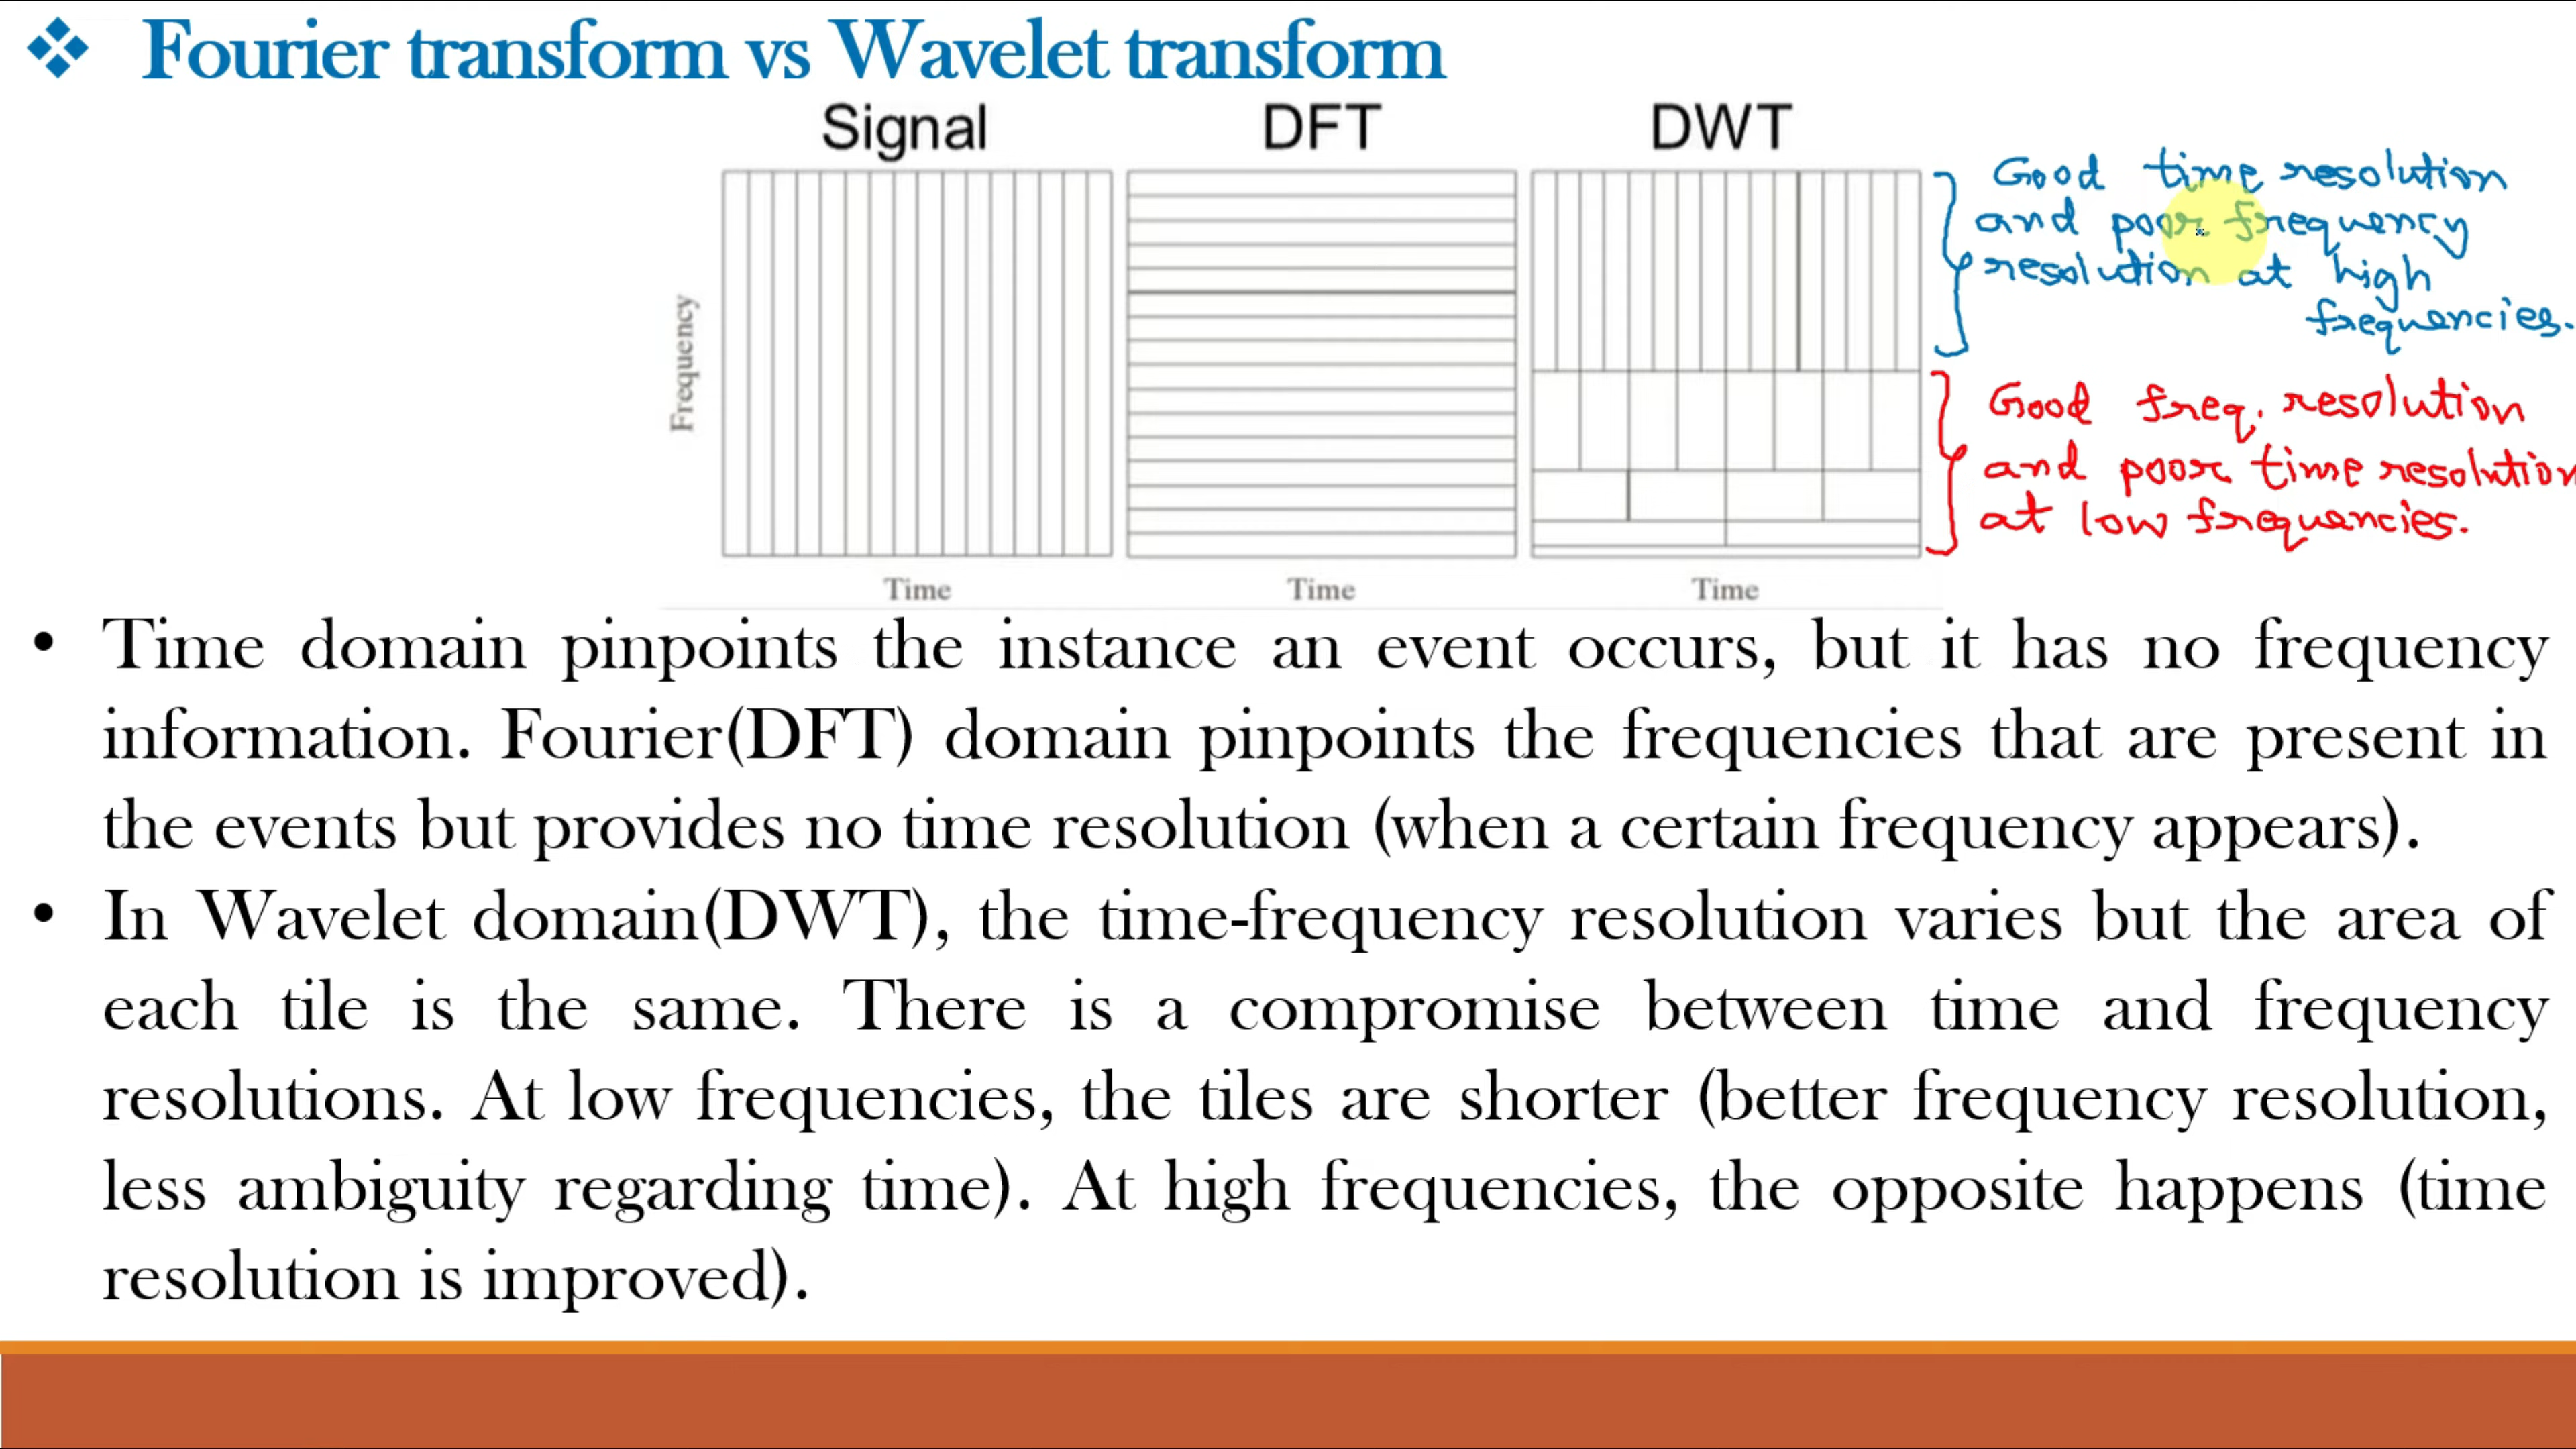 Fourier transform vs Wavelet transform
Signal
DFT
DWT
Frequency
Time
Time
Time
Good time resolution
and poor frequency
resolution at high
frequencies.
Good freq. resolution
and poor time resolution
at low frequencies.
• Time domain pinpoints the instance an event occurs, but it has no frequency
information. Fourier(DFT) domain pinpoints the frequencies that are present in
the events but provides no time resolution (when a certain frequency appears).
• In Wavelet domain(DWT), the time-frequency resolution varies but the area of
each tile is the same. There is a compromise between time and frequency
resolutions. At low frequencies, the tiles are shorter (better frequency resolution,
less ambiguity regarding time). At high frequencies, the opposite happens (time
resolution is improved).